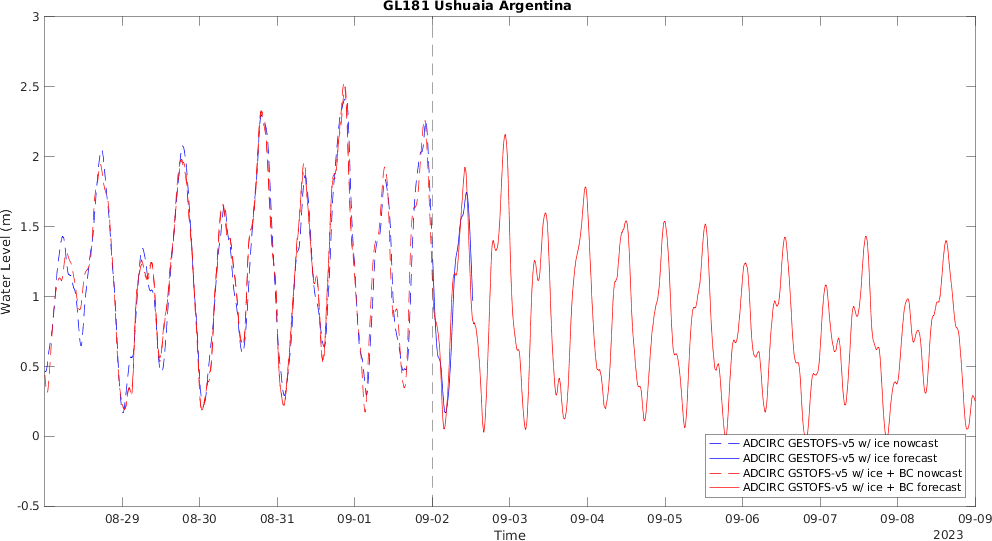 GL181 Ushuaia Argentina
3
2.5
2
1.5
1
0.5
0
-0.5
Water Level (m)
08-29 08-30 08-31 09-01 09-02 09-03 09-04 09-05 09-06 09-07 09-08 09-09
Time
2023
ADCIRC GESTOFS-v5 w/ ice nowcast
ADCIRC GESTOFS-v5 w/ ice forecast
ADCIRC GSTOFS-v5 w/ ice + BC nowcast
ADCIRC GSTOFS-v5 w/ ice + BC forecast